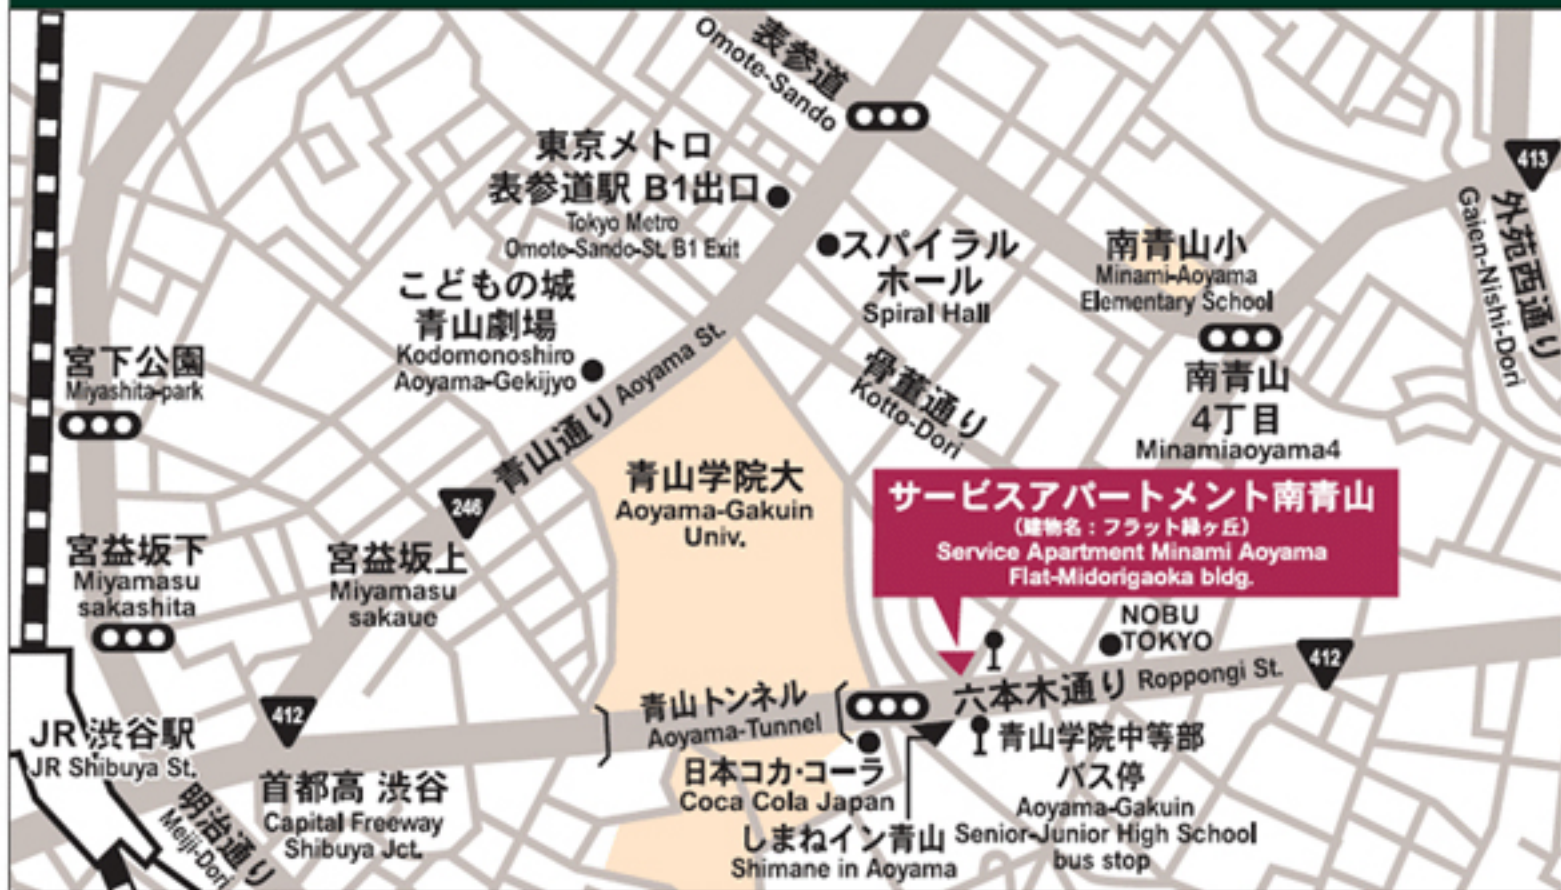 表参道
Omote-Sando
413
外苑西通り
Gaien-Nishi-Dori
東京メトロ
表参道駅 B1出口
Tokyo Metro
Omote-Sando-St. B1 Exit
スパイラル
ホール
Spiral Hall
南青山小
Minami-Aoyama
Elementary School
こどもの城
青山劇場
Kodomonoshiro
Aoyama-Gekijyo
青山通り Aoyama St.
宮下公園
Miyashita-park
骨董通り
Kotto-Dori
南青山
4丁目
Minamiaoyama4
246
青山学院大
Aoyama-Gakuin
Univ.
サービスアパートメント南青山
（建物名：フラット緑ヶ丘）
Service Apartment Minami Aoyama
Flat-Midorigaoka bldg.
宮益坂下
Miyamasu
sakashita
宮益坂上
Miyamasu
sakaue
NOBU
TOKYO
412
六本木通り Roppongi St.
青山トンネル
Aoyama-Tunnel
412
JR 渋谷駅
JR Shibuya St.
首都高 渋谷
Capital Freeway
Shibuya Jct.
明治通り
Meiji-Dori
日本コカ・コーラ
Coca Cola Japan
しまねイン青山
Shimane in Aoyama
青山学院中等部
バス停
Aoyama-Gakuin
Senior-Junior High School
bus stop